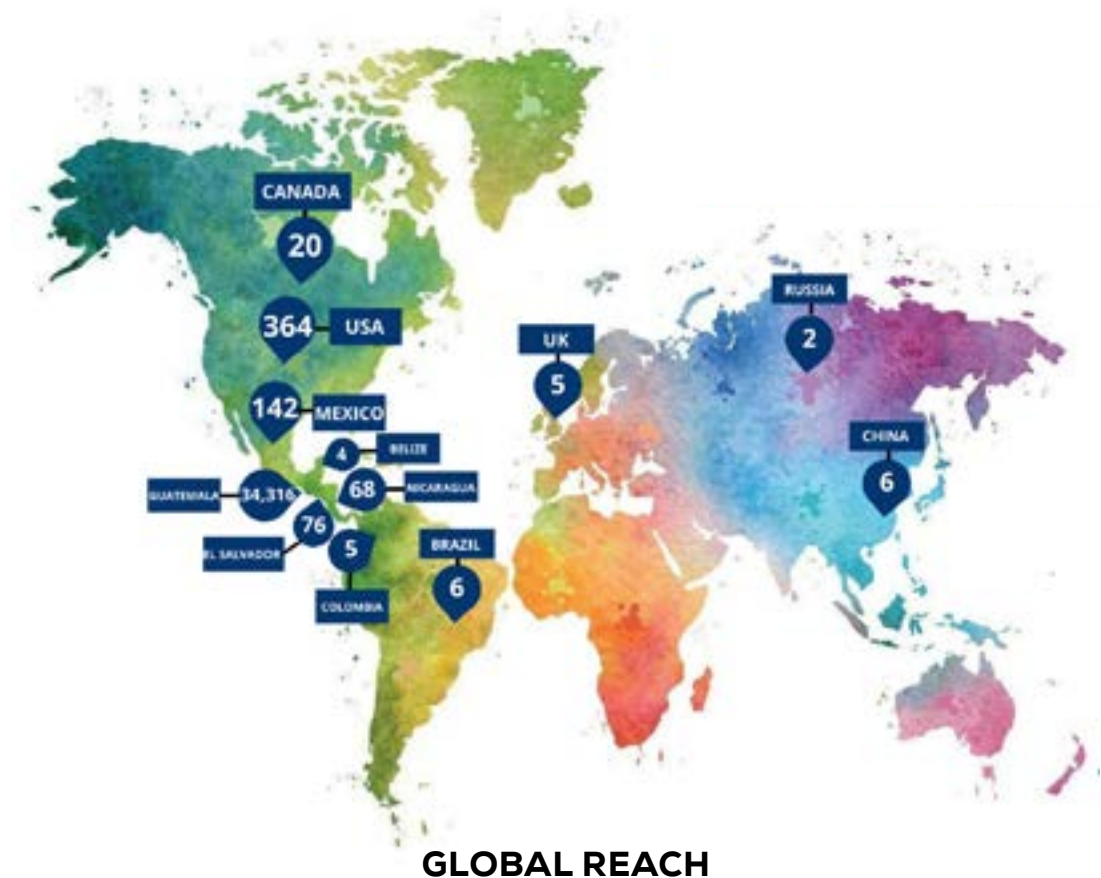 CANADA
20
364
USA
142
MEXICO
4
BELIZE
GUATEMALA
34,316
68
NICARAGUA
76
EL SALVADOR
5
COLOMBIA
BRAZIL
6
UK
5
RUSSIA
2
CHINA
6
GLOBAL REACH